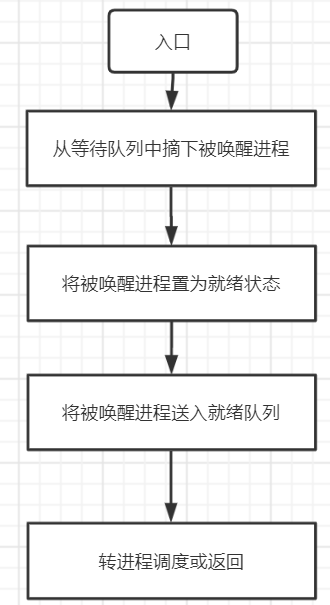 入口
从等待队列中摘下被唤醒进程
将被唤醒进程置为就绪状态
将被唤醒进程送入就绪队列
转进程调度或返回